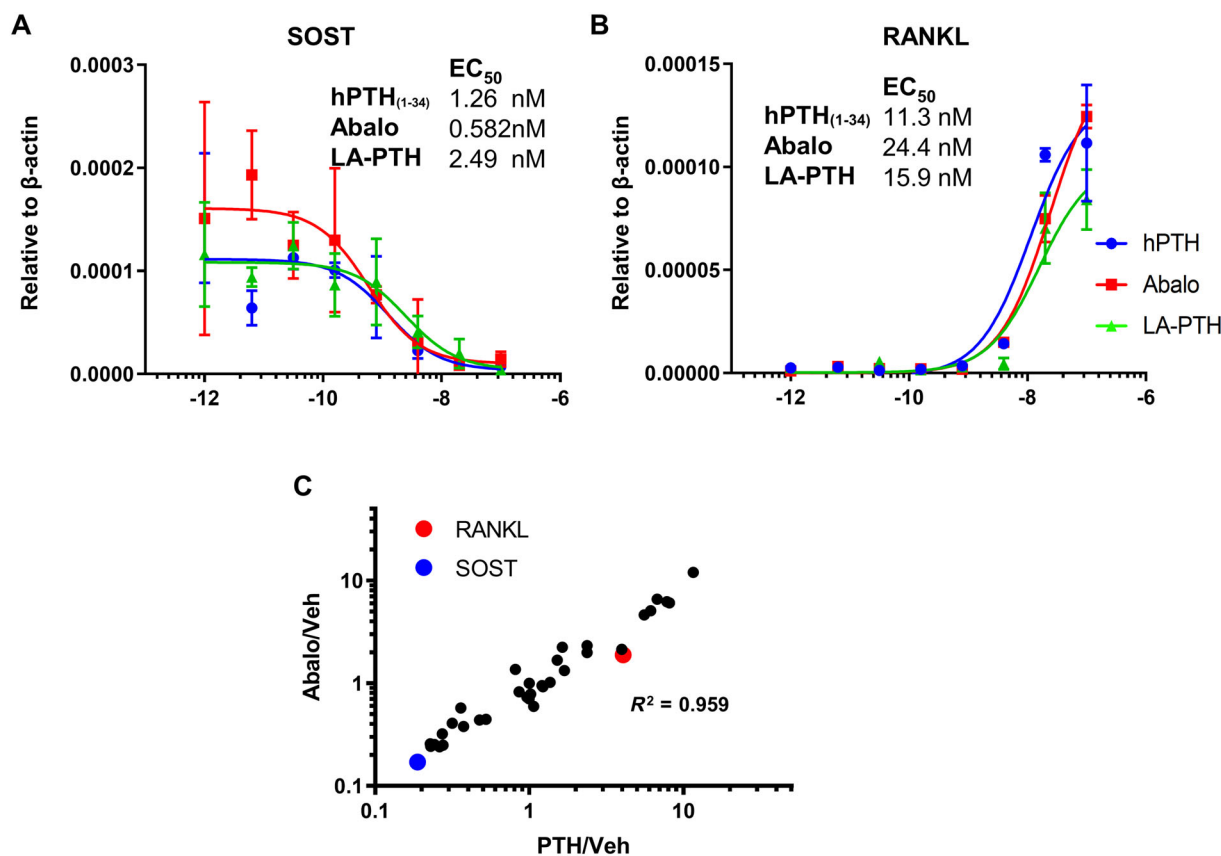 A
SOST
Relative to β-actin
0.0003
0.0002
0.0001
0.0000
-12
-10
-8
-6
EC50
hPTH(1-34) 1.26 nM
Abalo 0.582nM
LA-PTH 2.49 nM
B
RANKL
Relative to β-actin
0.00015
0.00010
0.00005
0.00000
-12
-10
-8
-6
EC50
hPTH(1-34) 11.3 nM
Abalo 24.4 nM
LA-PTH 15.9 nM
hPTH
Abalo
LA-PTH
C
RANKL
SOST
Abalo/Veh
10
1
0.1
0.1
1
10
R² = 0.959
PTH/Veh